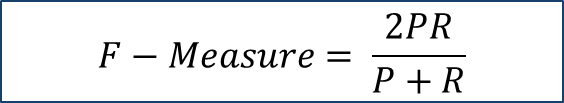 F − Measure = 2PR / P + R